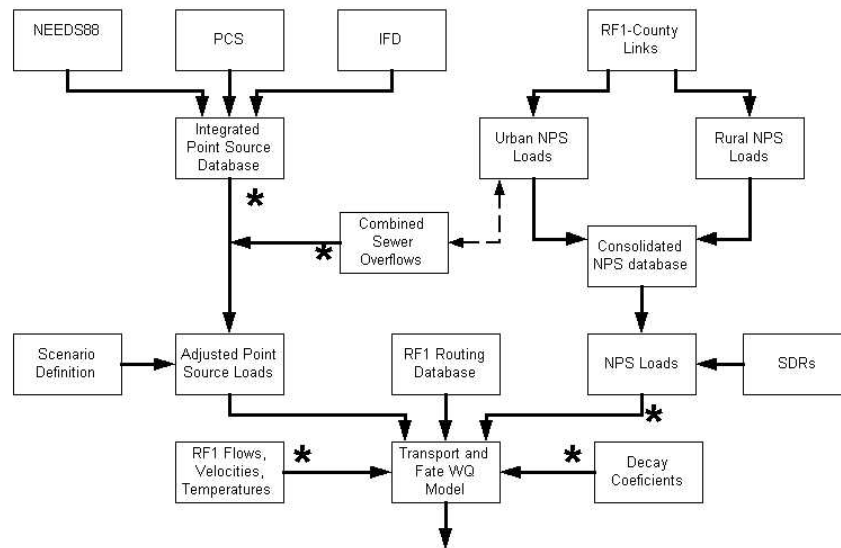 NEEDS88
PCS
IFD
RF1-County
Links
Integrated
Point Source
Database
Urban NPS
Loads
Rural NPS
Loads
*
Combined
Sewer
Overflows
*
Consolidated
NPS database
Scenario
Definition
Adjusted Point
Source Loads
RF1 Routing
Database
NPS Loads
SDRs
*
RF1 Flows,
Velocities,
Temperatures
*
Transport and
Fate WQ
Model
*
Decay
Coeficients